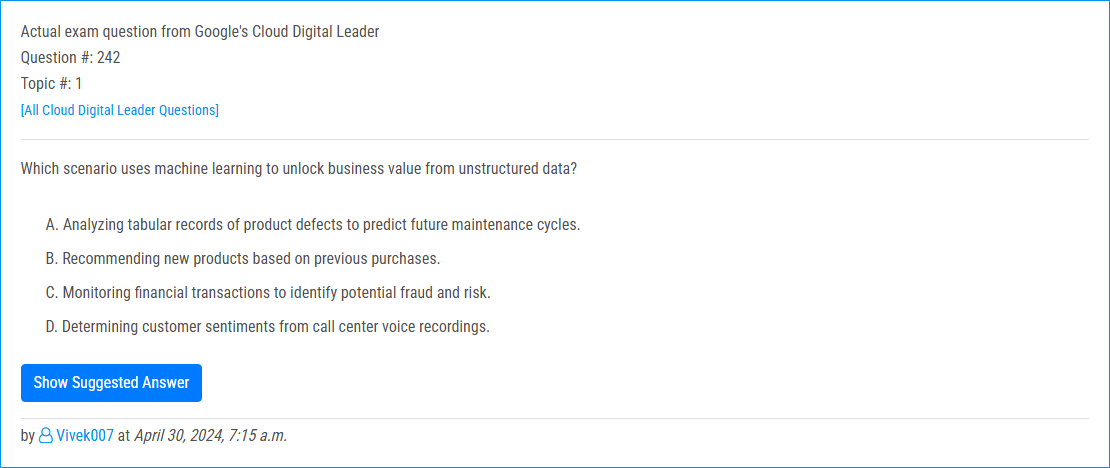 Actual exam question from Google's Cloud Digital Leader
Question #: 242
Topic #: 1
[All Cloud Digital Leader Questions]
Which scenario uses machine learning to unlock business value from unstructured data?
A. Analyzing tabular records of product defects to predict future maintenance cycles.
B. Recommending new products based on previous purchases.
C. Monitoring financial transactions to identify potential fraud and risk.
D. Determining customer sentiments from call center voice recordings.
Show Suggested Answer
by Vivek007 at April 30, 2024, 7:15 a.m.